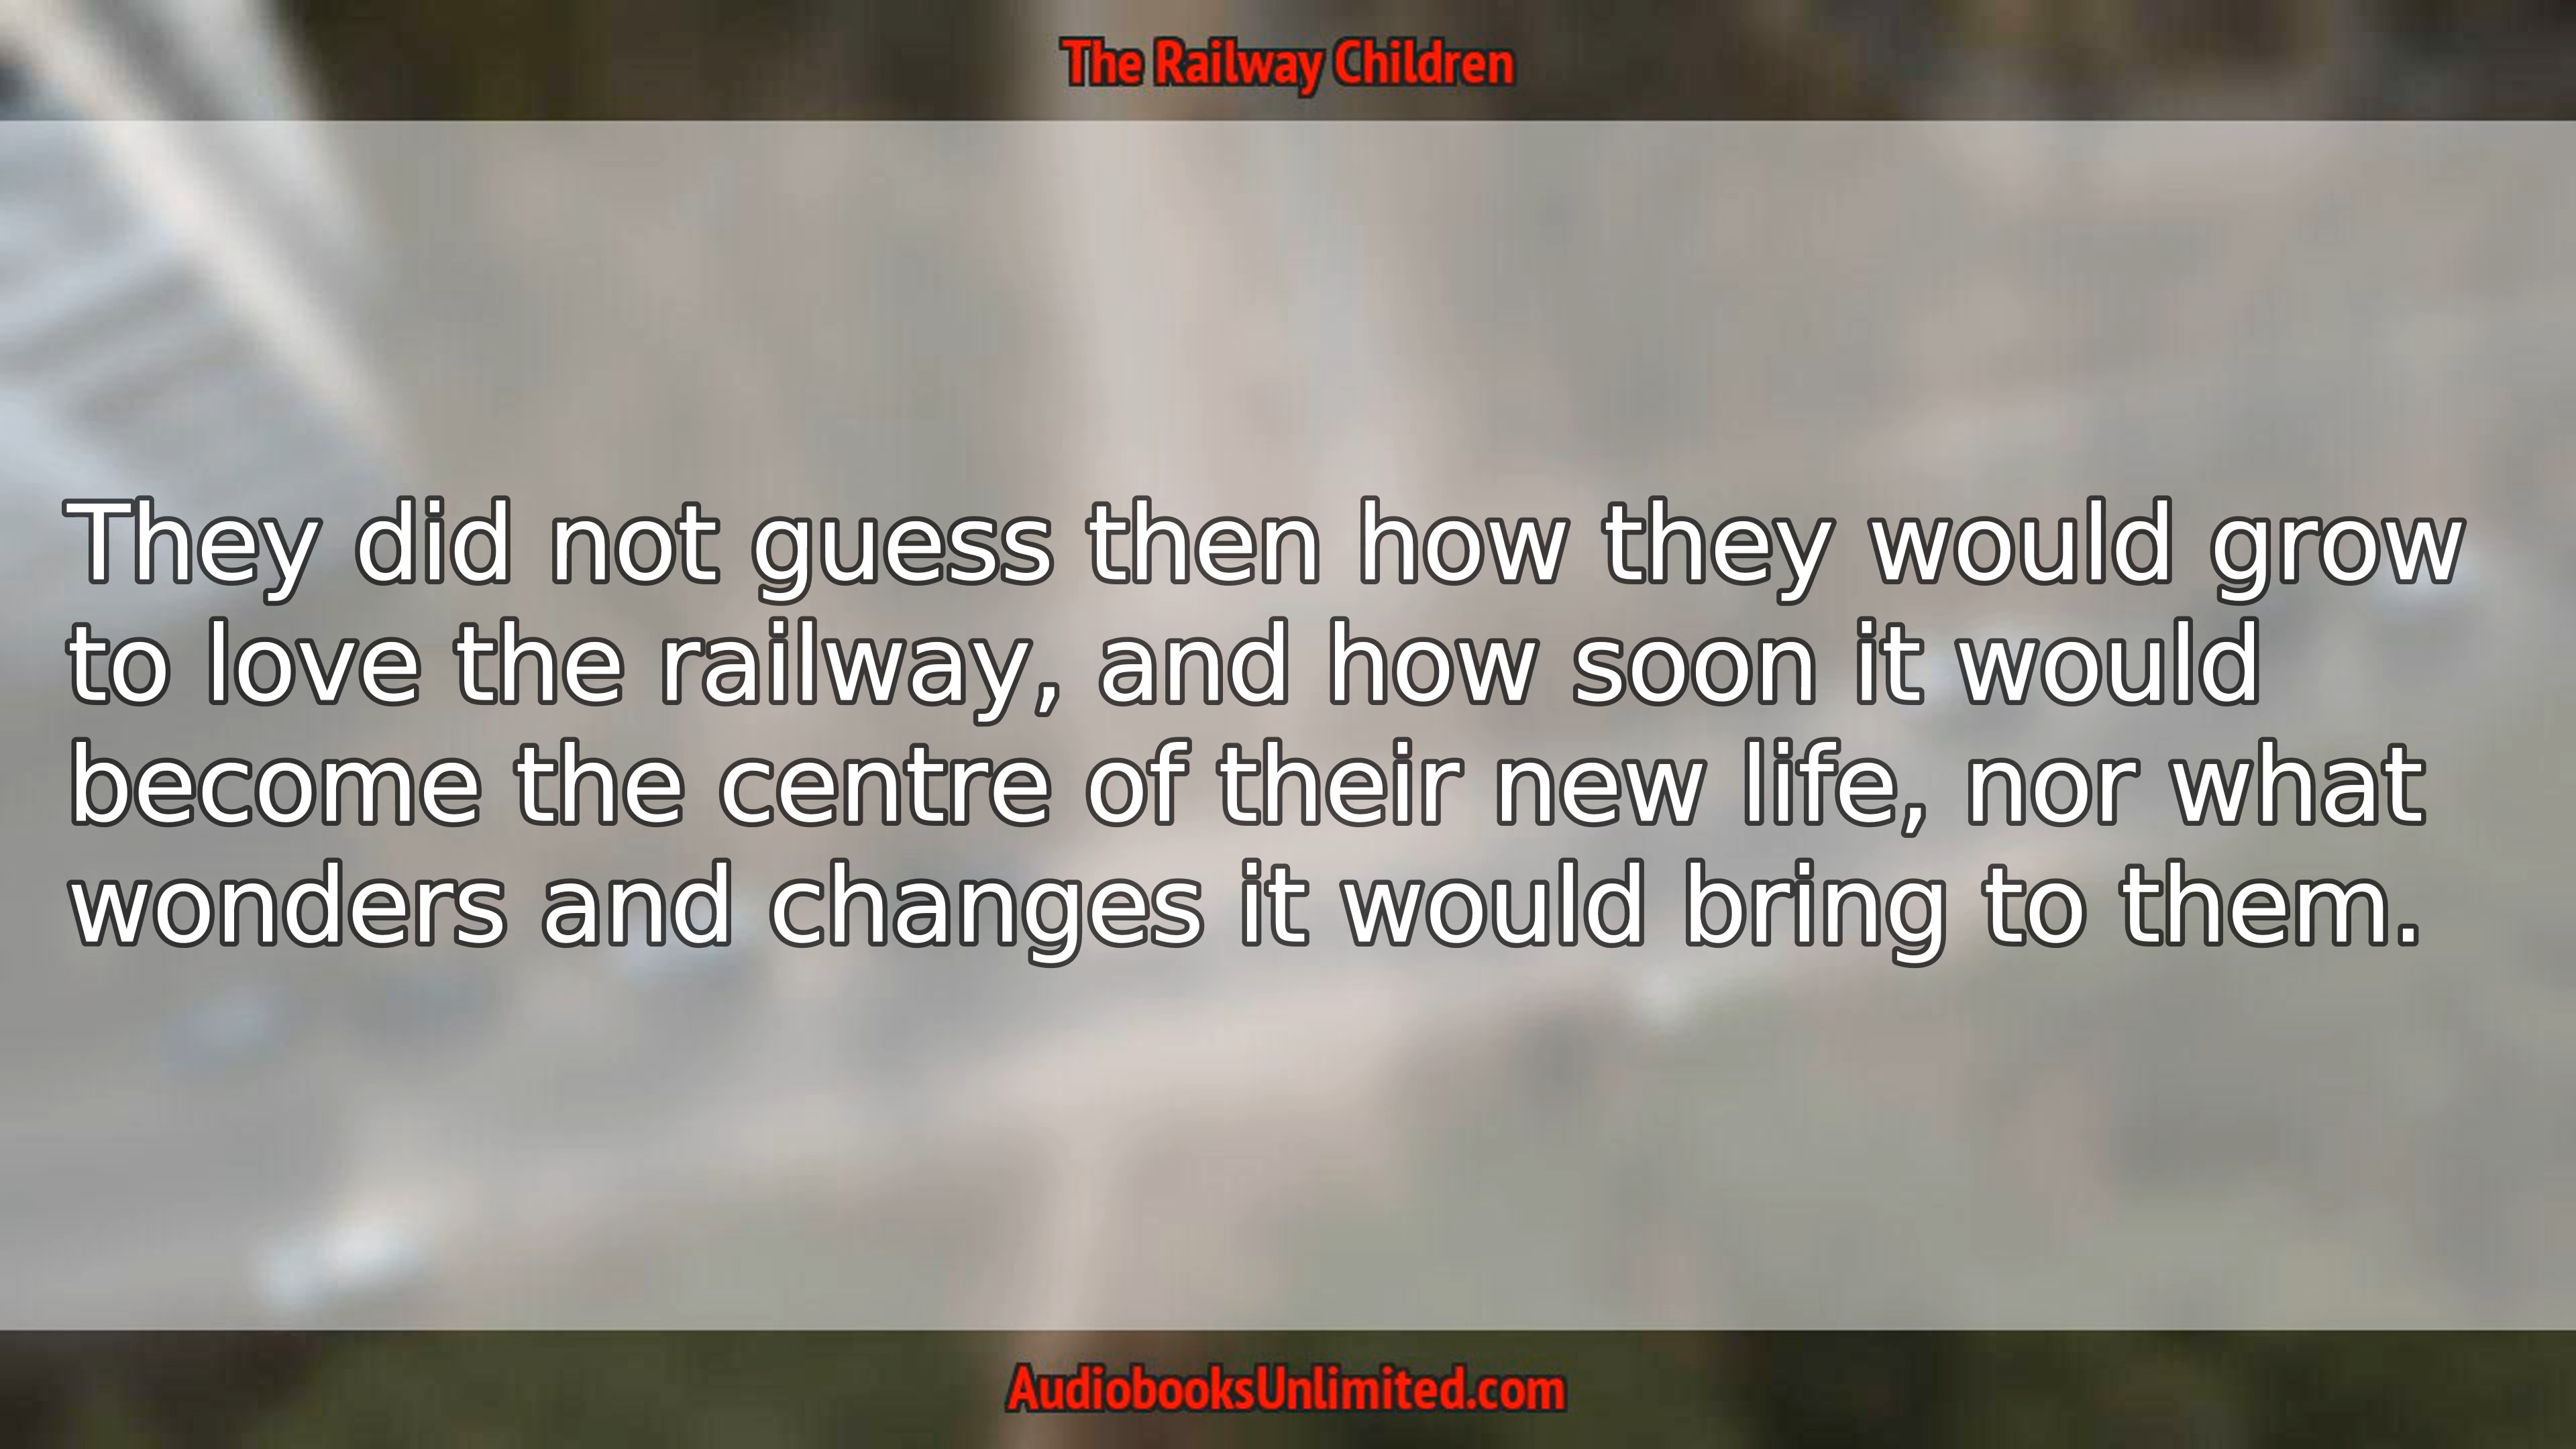 The Railway Children
They did not guess then how they would grow
to love the railway, and how soon it would
become the centre of their new life, nor what
wonders and changes it would bring to them.
AudiobooksUnlimited.com